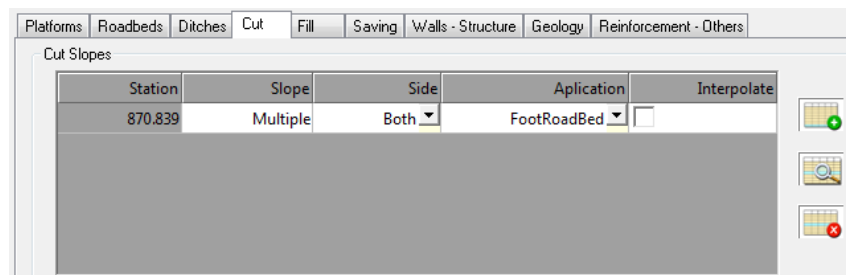 Platforms Roadbeds Ditches Cut Fill Saving Walls - Structure Geology Reinforcement - Others
Cut Slopes
Station Slope Side Aplication Interpolate
870.839 Multiple Both FootRoadBed